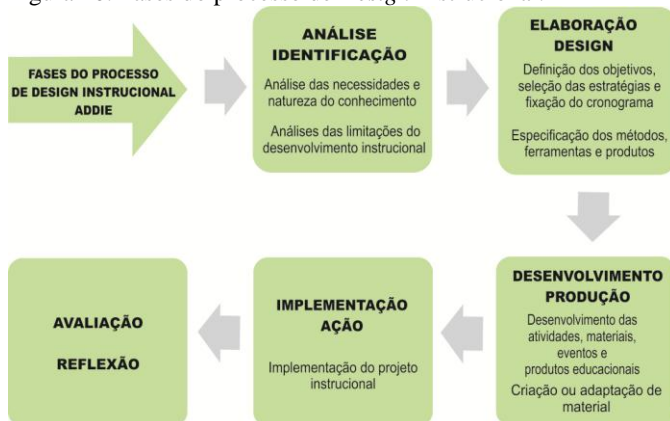 FASES DO PROCESSO
DE DESIGN INSTRUCIONAL
ADDIE
ANÁLISE
IDENTIFICAÇÃO
Análise das necessidades e
natureza do conhecimento
Análises das limitações do
desenvolvimento instrucional
ELABORAÇÃO
DESIGN
Definição dos objetivos,
seleção das estratégias e
fixação do cronograma
Especificação dos métodos,
ferramentas e produtos
DESENVOLVIMENTO
PRODUÇÃO
Desenvolvimento das
atividades, materiais,
eventos e
produtos educacionais
Criação ou adaptação de
material
IMPLEMENTAÇÃO
AÇÃO
Implementação do projeto
instrucional
AVALIAÇÃO
REFLEXÃO